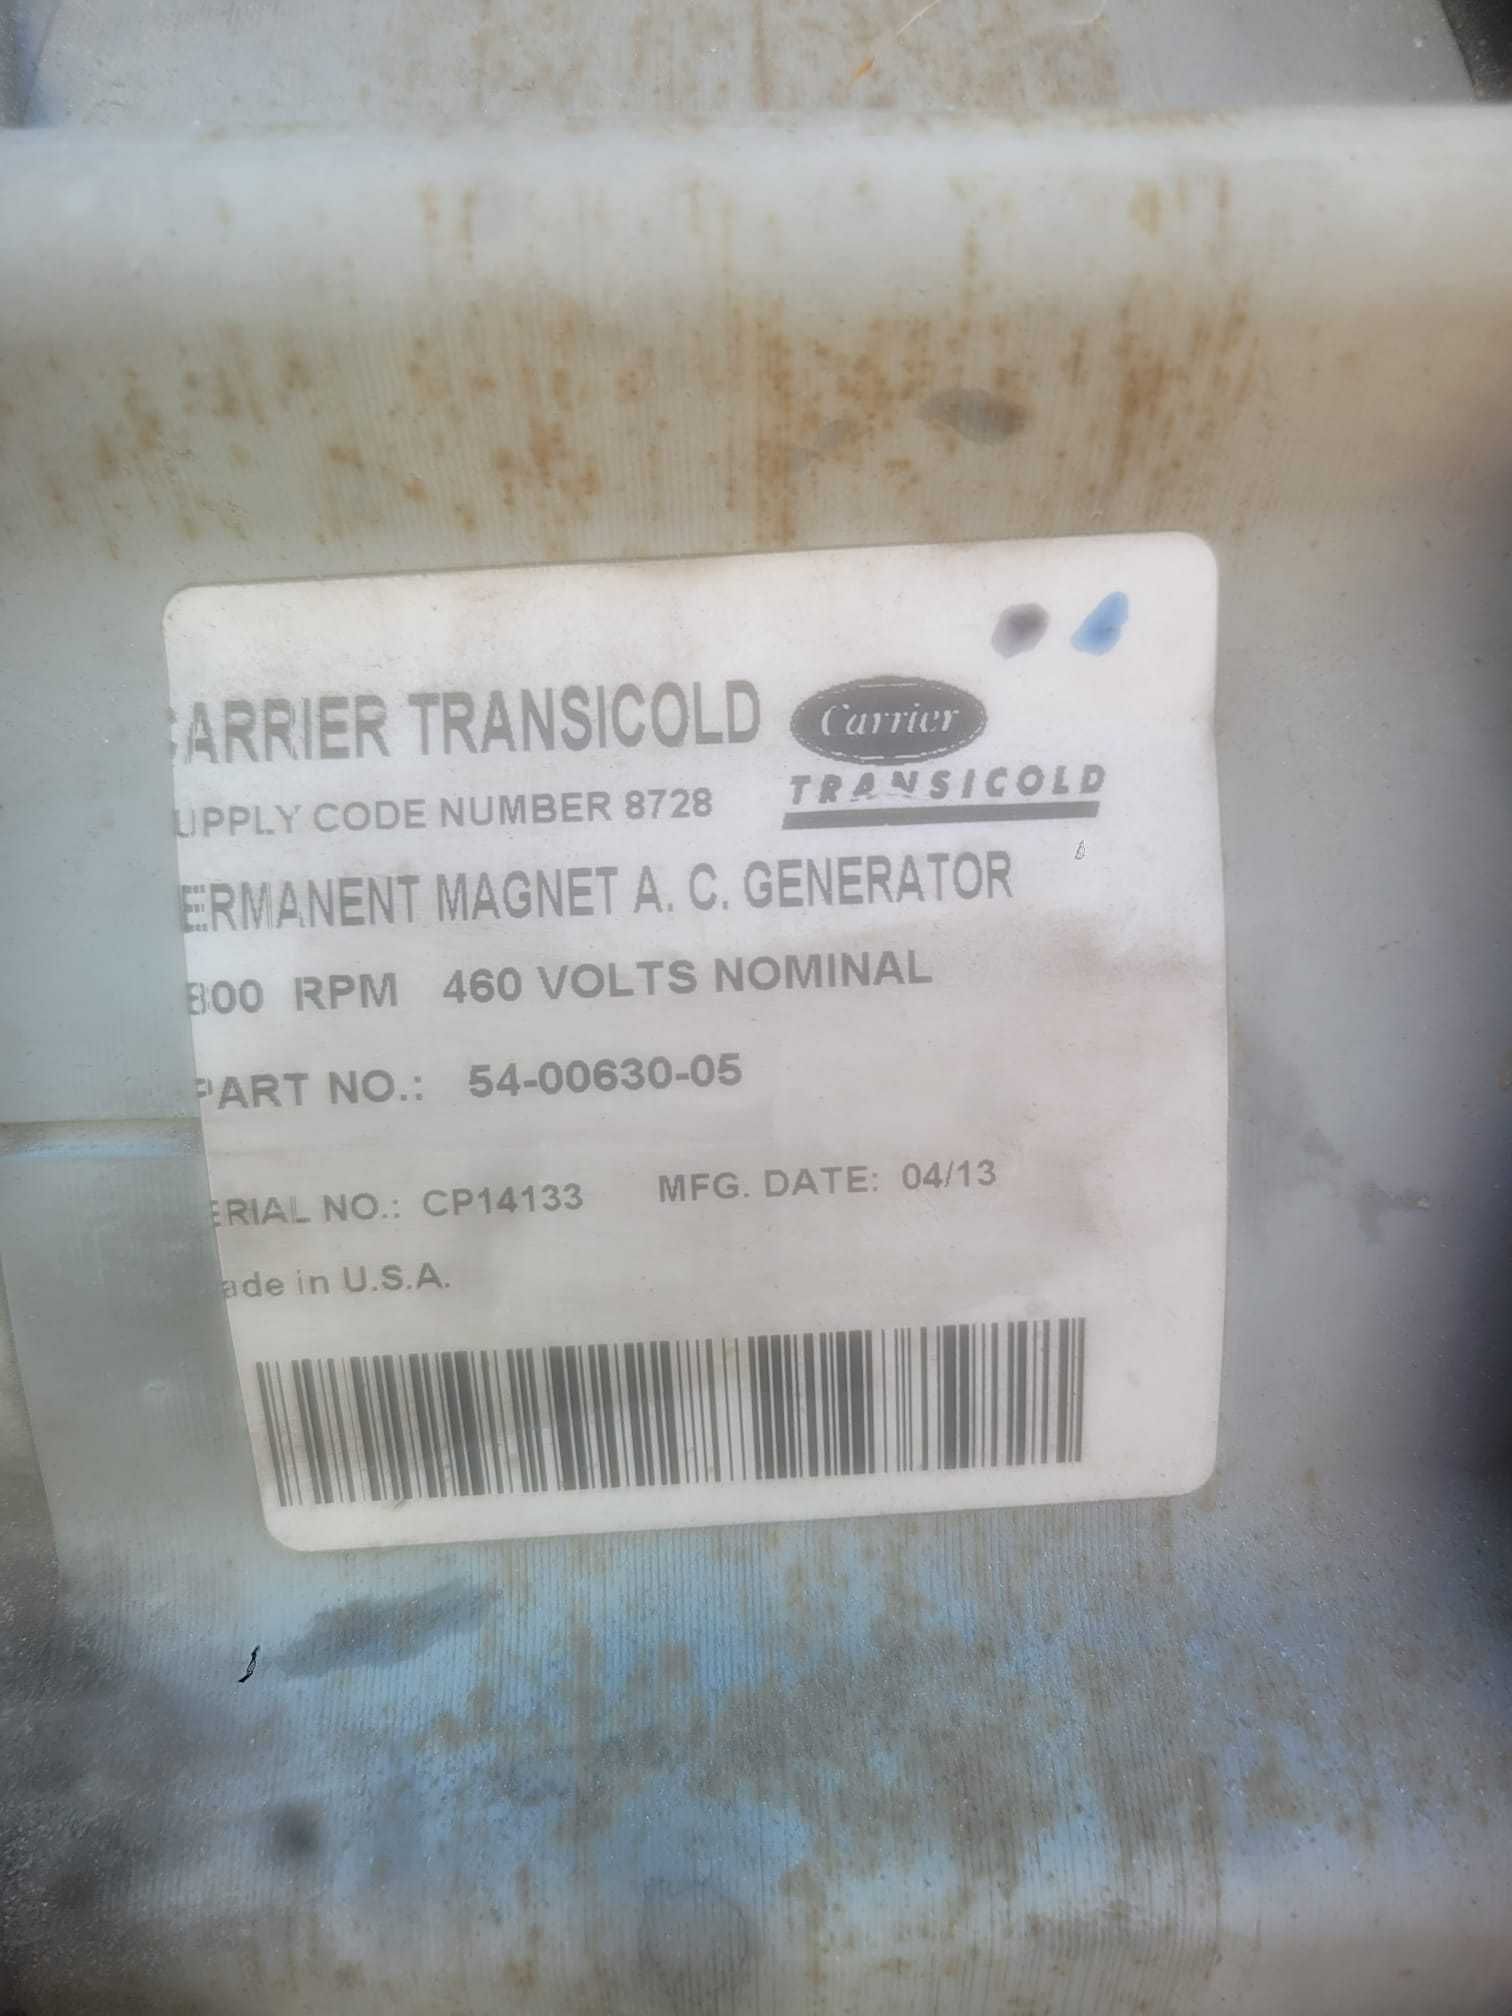 CARRIER TRANSICOLD
Carrier
TRANSICOLD
UPPLY CODE NUMBER 8728
ERMANENT MAGNET A. C. GENERATOR
800 RPM 460 VOLTS NOMINAL
PART NO.: 54-00630-05
ERIAL NO.: CP14133 MFG. DATE: 04/13
ade in U.S.A.